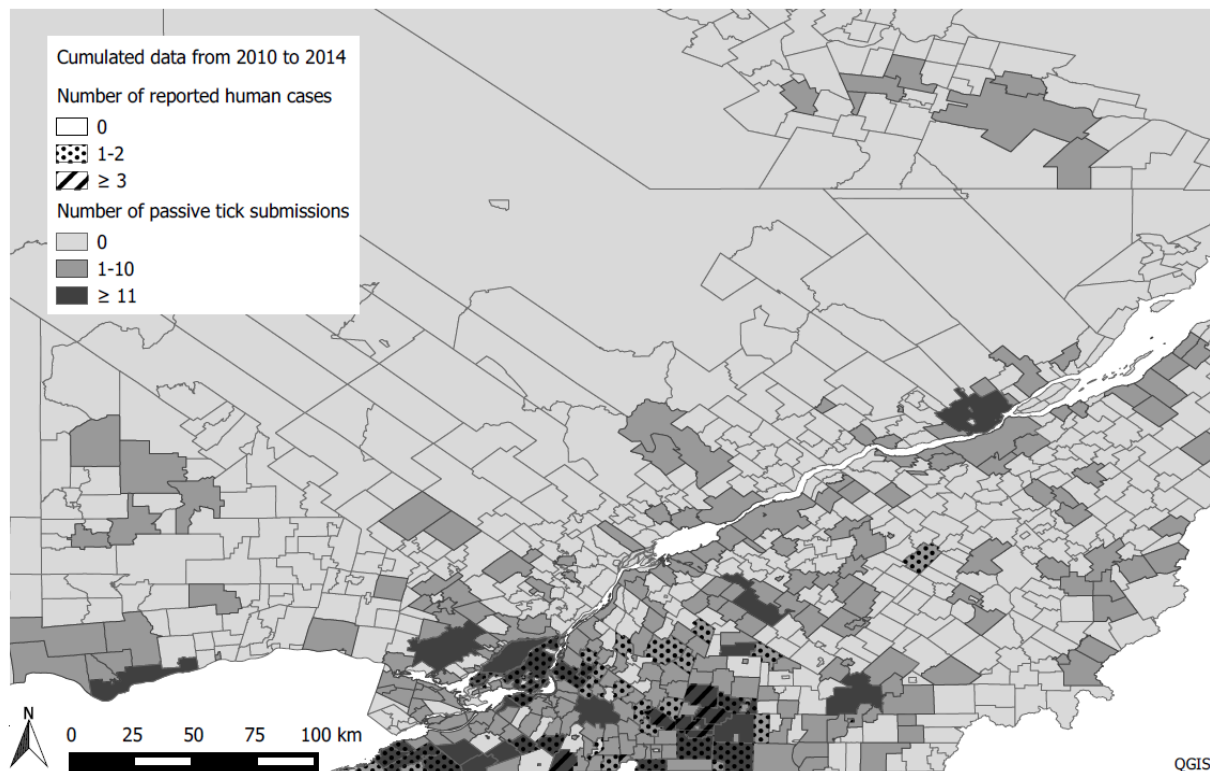 Cumulated data from 2010 to 2014
Number of reported human cases
0
1-2
≥ 3
Number of passive tick submissions
0
1-10
≥ 11
N
0 25 50 75 100 km
QGIS